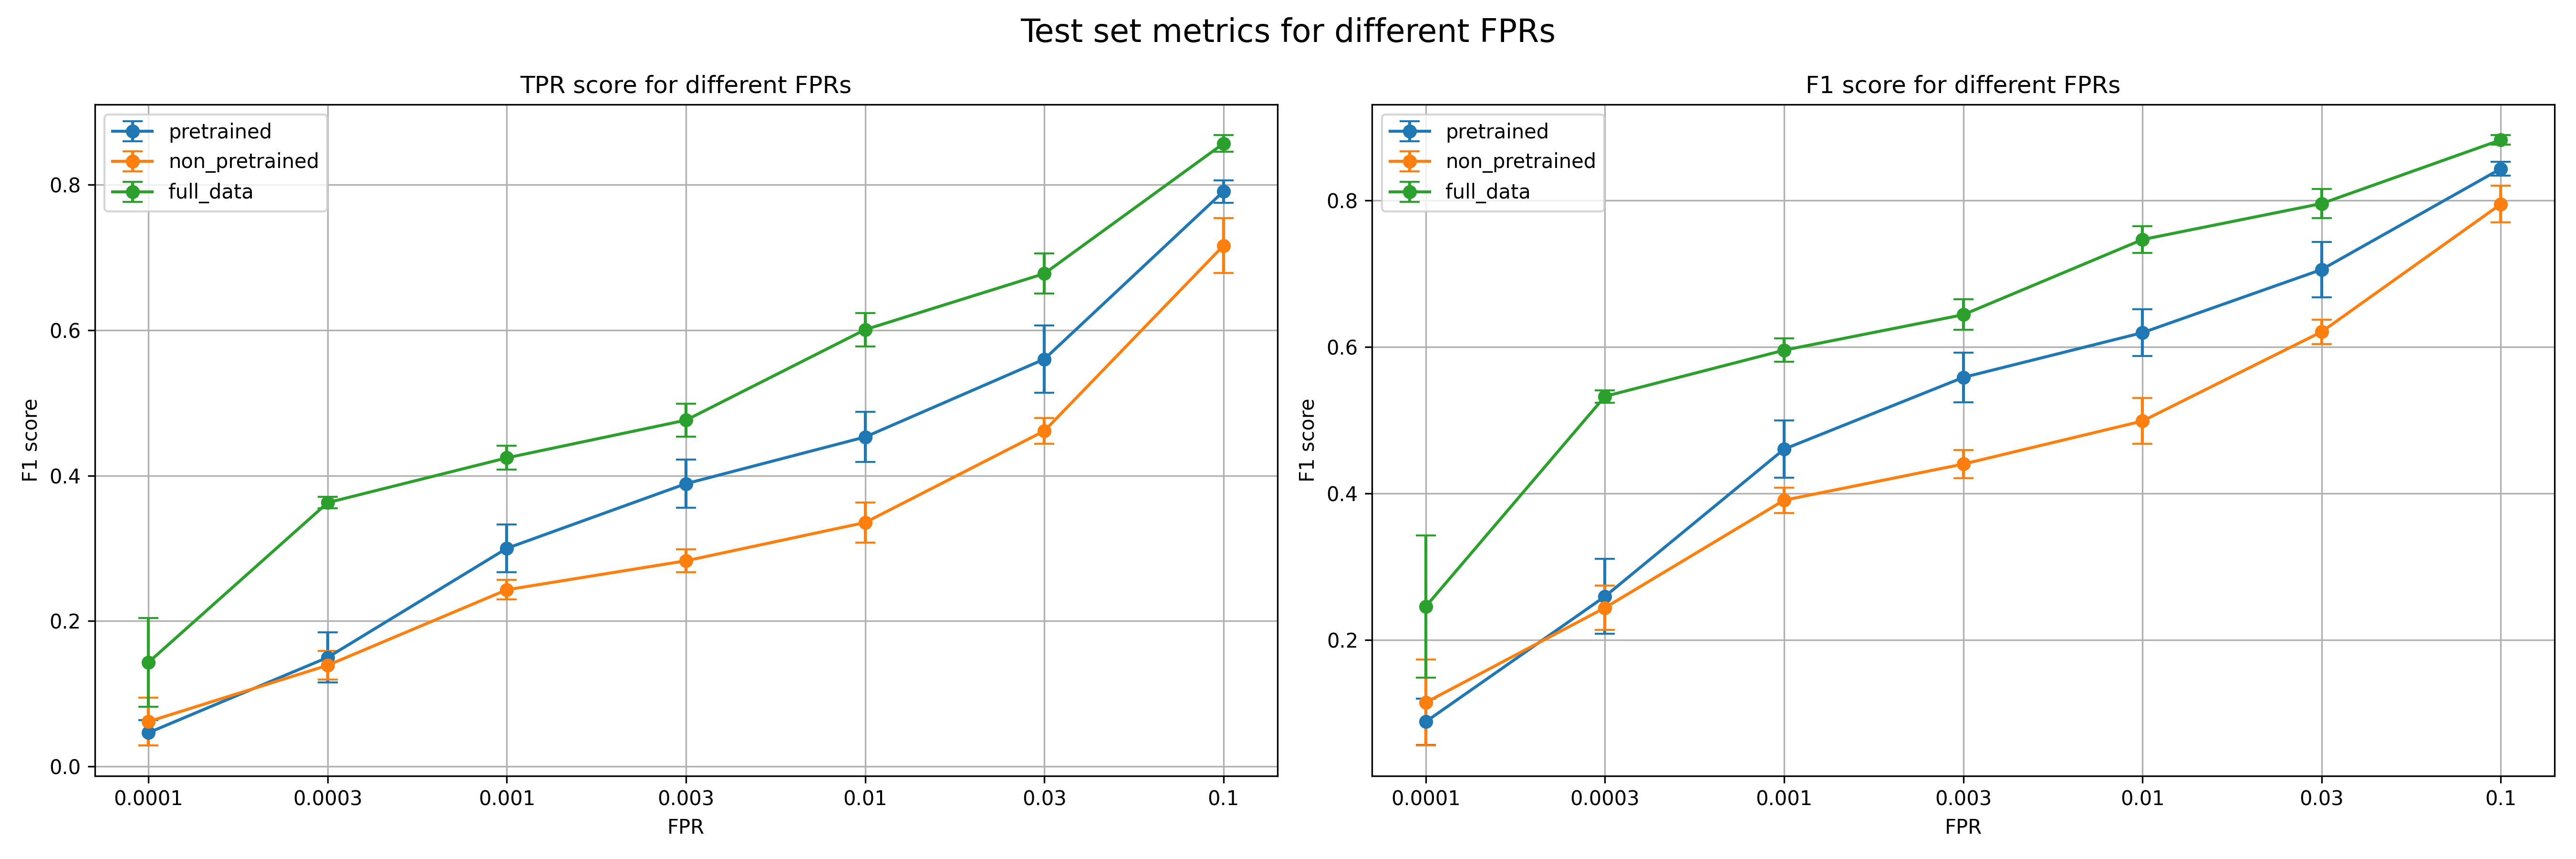 Test set metrics for different FPRs
TPR score for different FPRs
pretrained
non_pretrained
full_data
F1 score
0.8
0.6
0.4
0.2
0.0
0.0001 0.0003 0.001 0.003 0.01 0.03 0.1
FPR
F1 score for different FPRs
pretrained
non_pretrained
full_data
F1 score
0.8
0.6
0.4
0.2
0.0001 0.0003 0.001 0.003 0.01 0.03 0.1
FPR